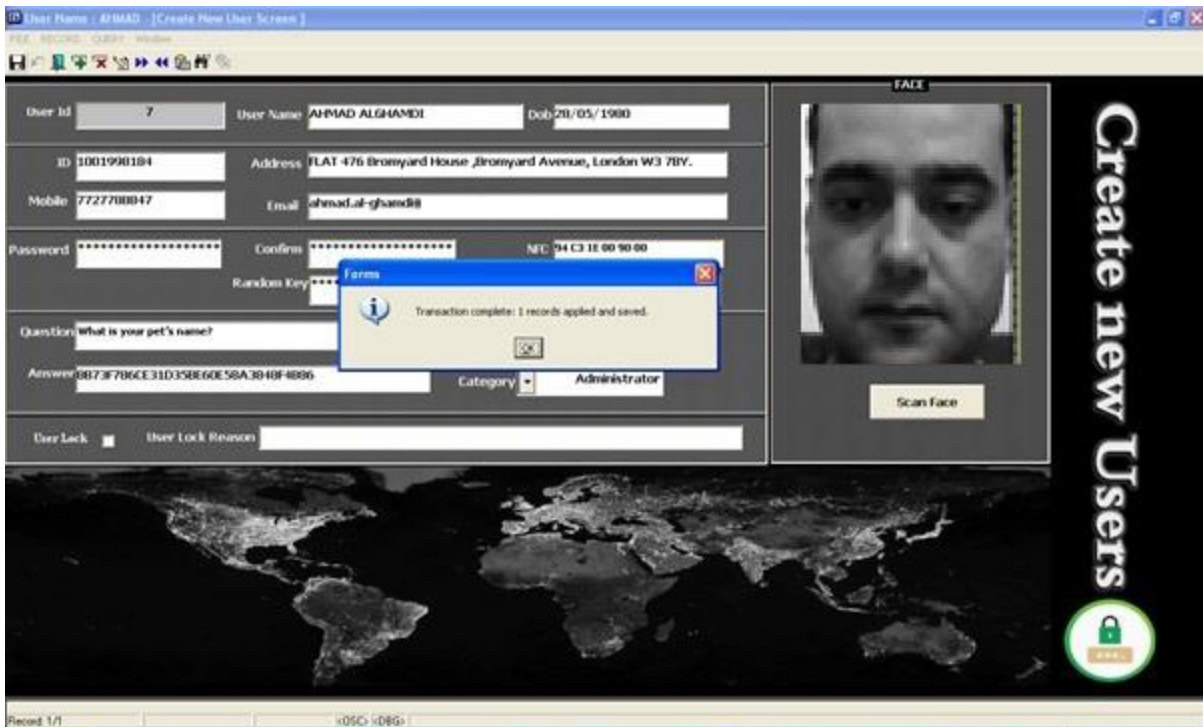 User Name : AHMAD - [Create New User Screen ]
FILE RECORD QUERY Window
FACE
User Id 7 User Name AHMAD ALGHAMDI Dob 28/05/1980
ID 1001998184 Address FLAT 476 Bromyard House ,Bromyard Avenue, London W3 7BY.
Mobile 7727788847 Email ahmad.al-ghamdi@
Password ****************** Confirm ****************** NFC 94 C3 1E 00 90 00
Random Key ****
Forms
Transaction complete: 1 records applied and saved.
OK
Question What is your pet's name?
Answer 8B73F786CE31D35BE60E58A3848F4B86
Category Administrator
Scan Face
User Lock User Lock Reason
Create new Users
Record: 1/1 <OSC> <DBG>